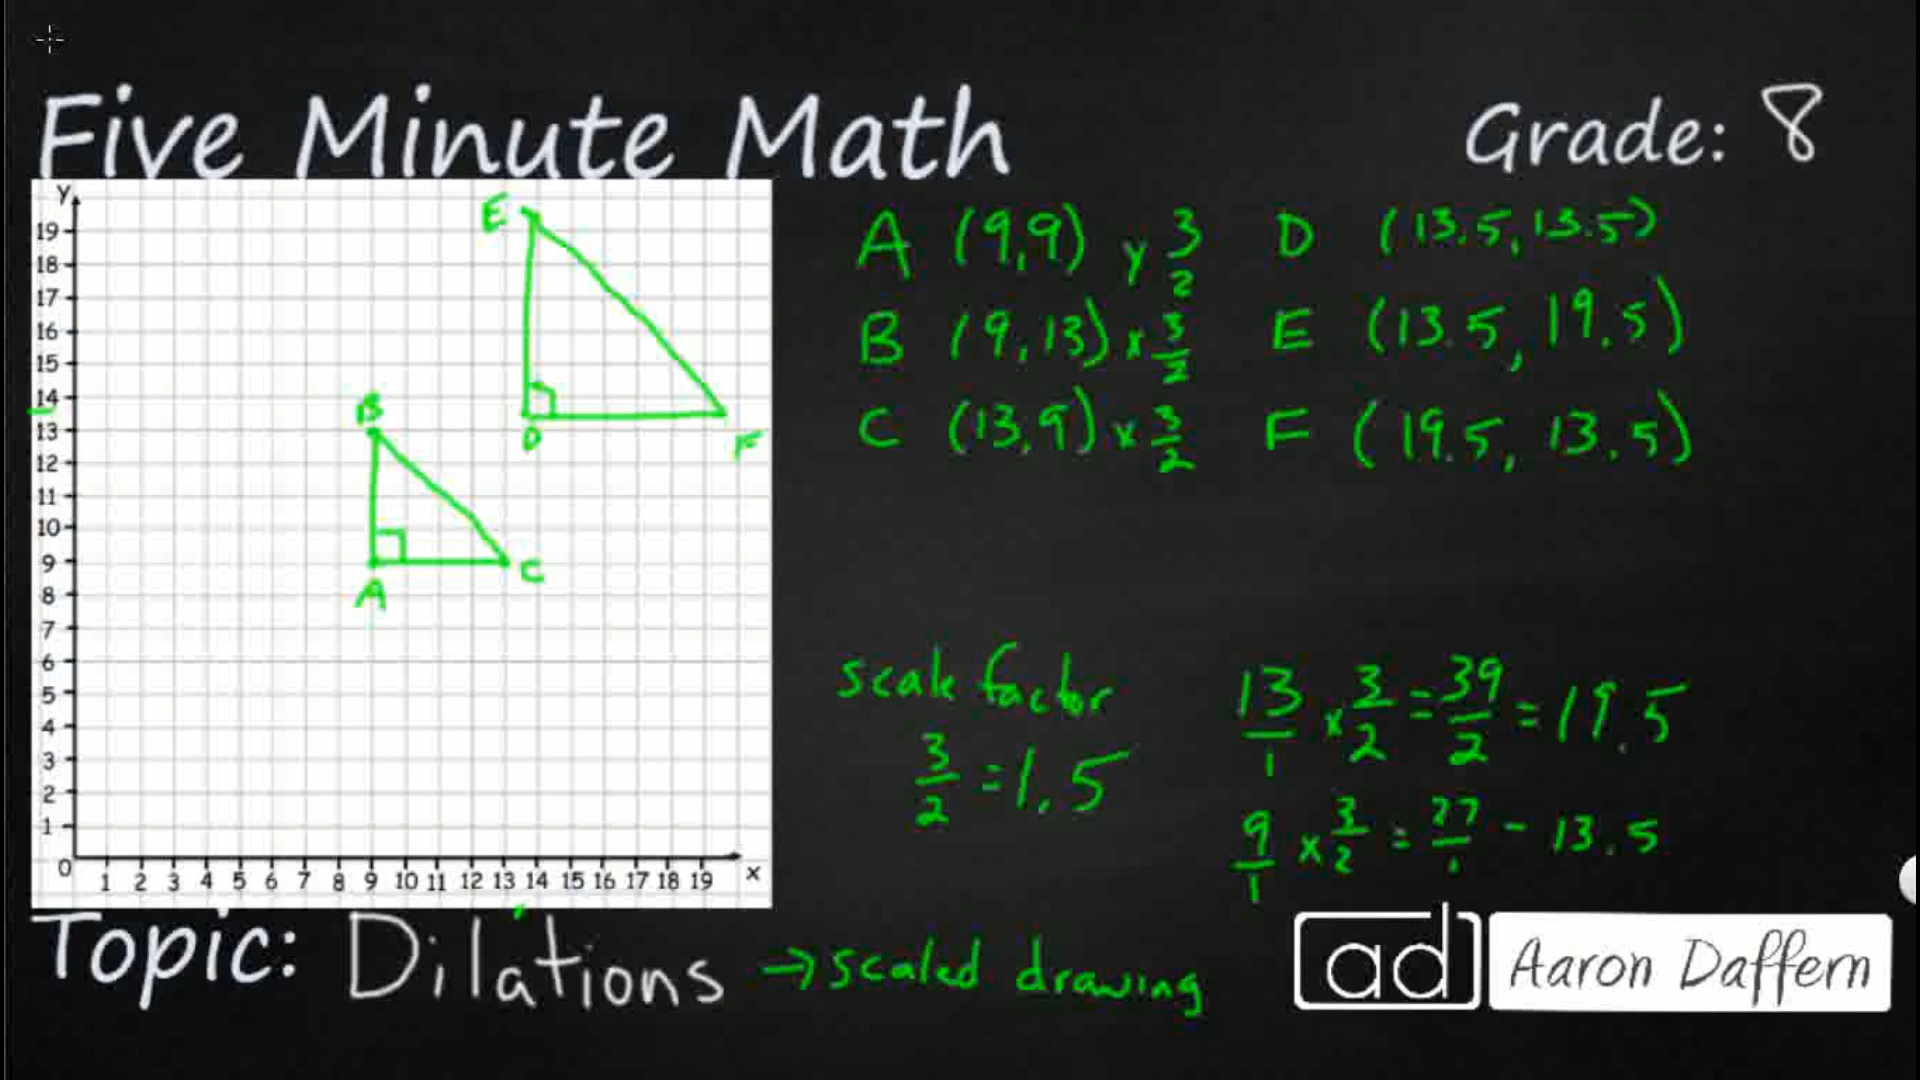 Five Minute Math
Grade: 8
y
19
18
17
16
15
14
13
12
11
10
9
8
7
6
5
4
3
2
1
0
1 2 3 4 5 6 7 8 9 10 11 12 13 14 15 16 17 18 19 x
E
D
F
B
A
C
A (9,9) y 3/2 D (13.5, 13.5)
B (9,13) x 3/2 E (13.5, 19.5)
C (13,9) x 3/2 F (19.5, 13.5)
scale factor
3/2 = 1.5
13/1 x 3/2 = 39/2 = 19.5
9/1 x 3/2 = 27/1 - 13.5
Topic: Dilations → scaled drawing
ad Aaron Daffern